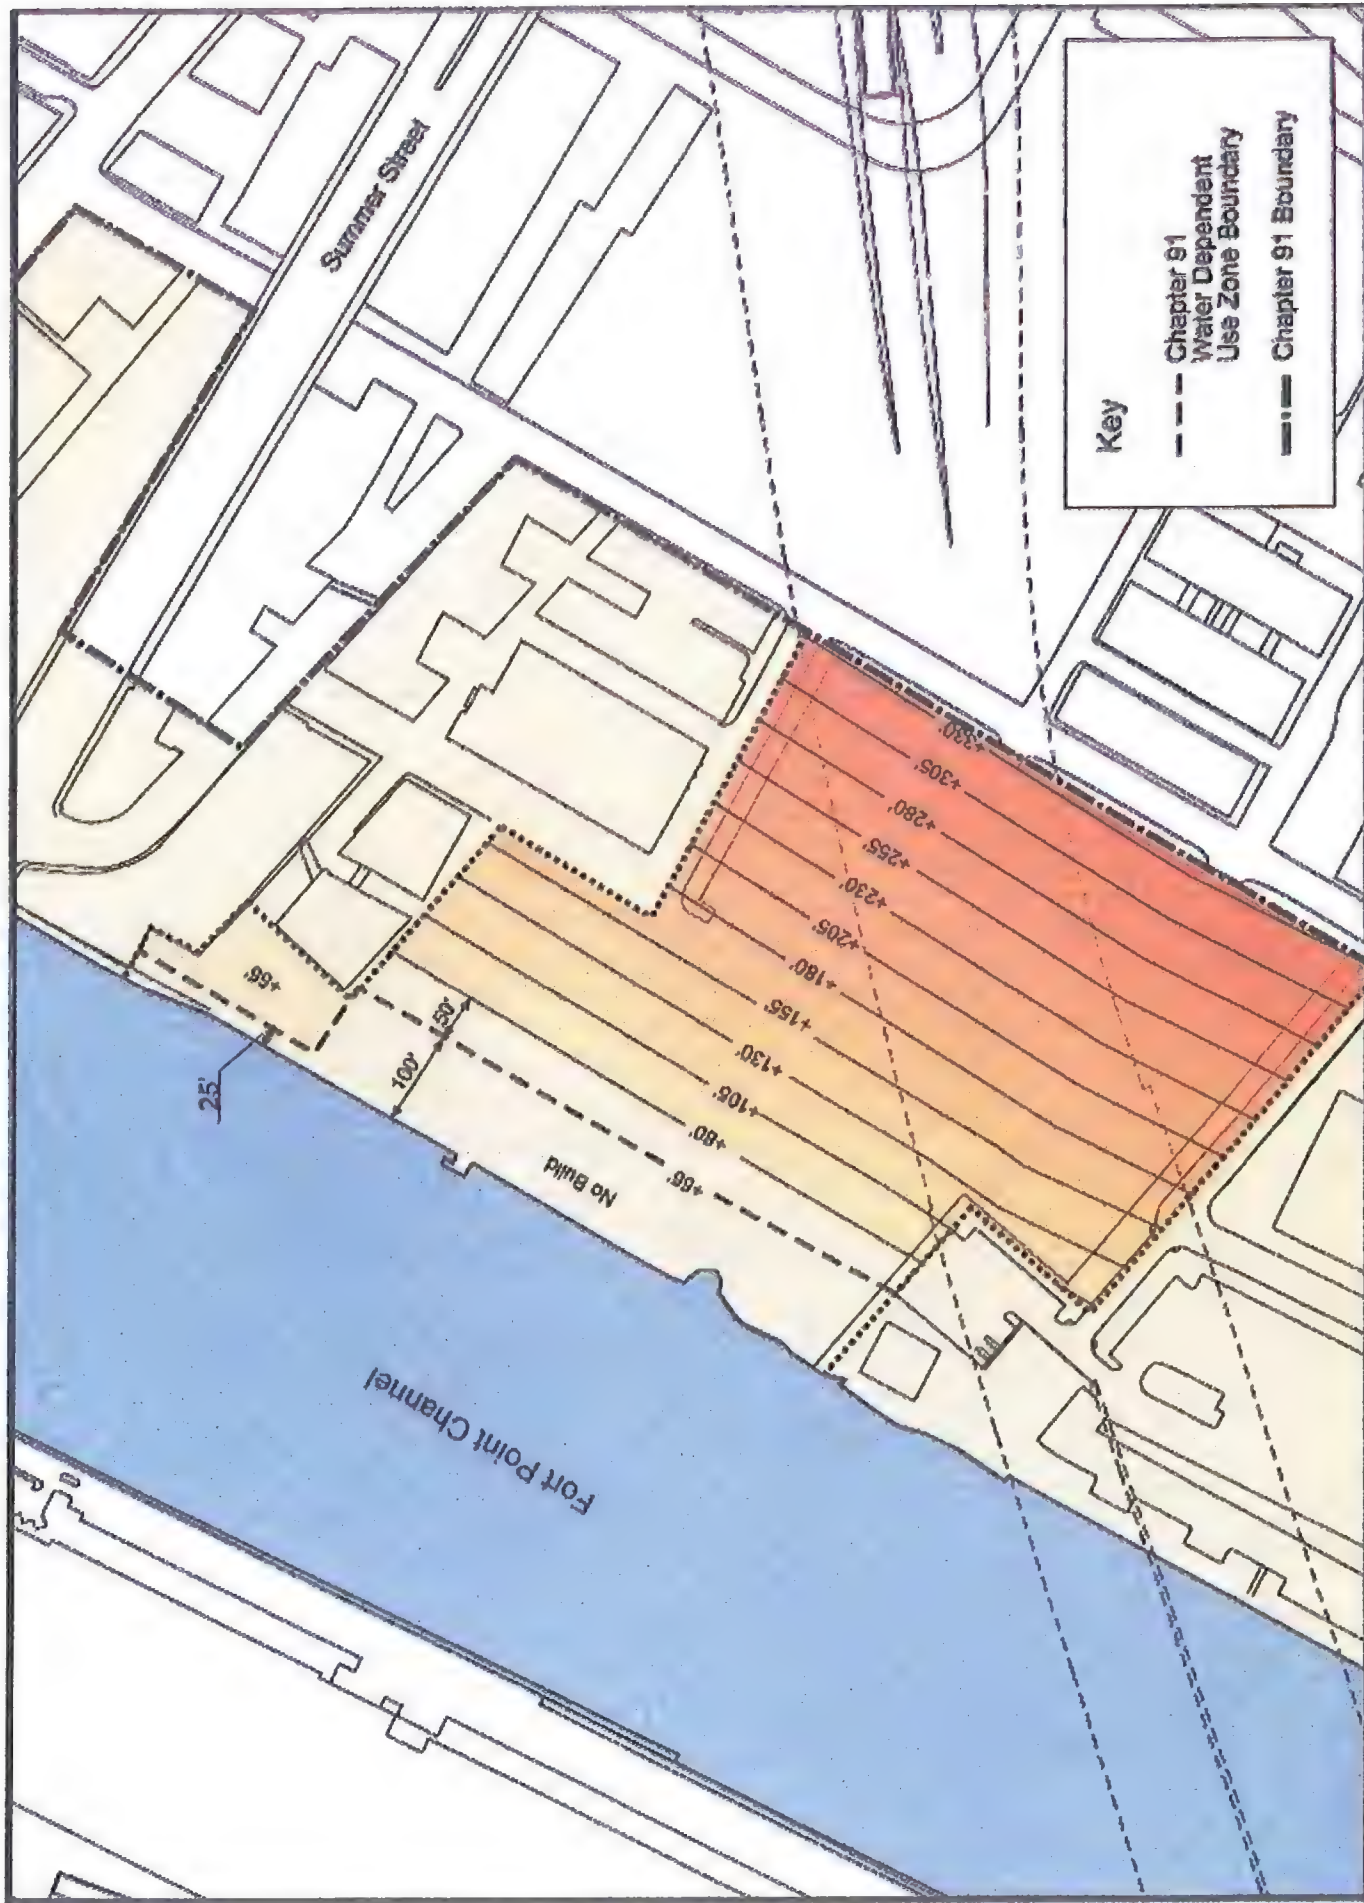 Summer Street
Key
Chapter 91
Water Dependent
Use Zone Boundary
Chapter 91 Boundary
+330'
+305'
+280'
+255'
+230'
+205'
+180'
+155'
+130'
+105'
+80'
+66'
+66'
No Build
25'
100'
50'
Fort Point Channel